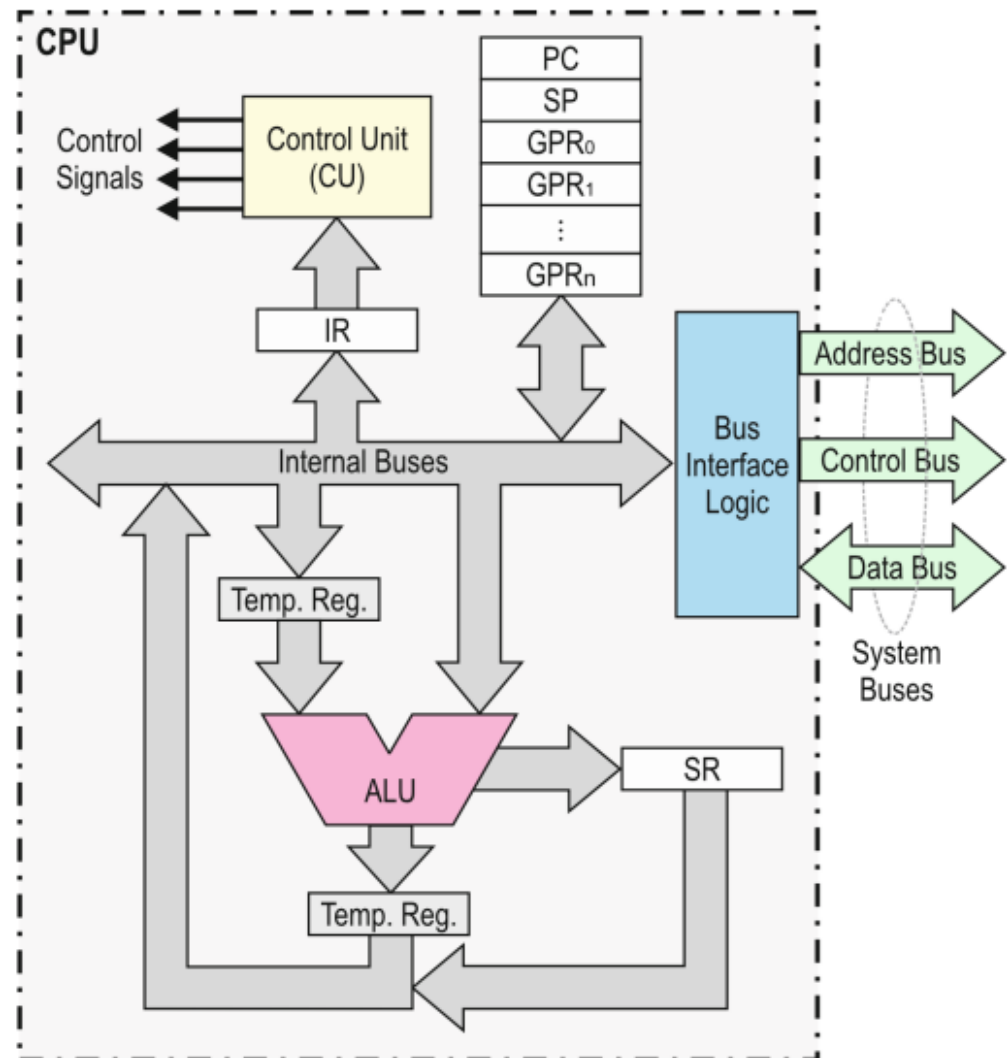 CPU
Control
Signals
Control Unit
(CU)
PC
SP
GPR₀
GPR₁
⋮
GPRn
IR
Internal Buses
Bus
Interface
Logic
Address Bus
Control Bus
Data Bus
System
Buses
Temp. Reg.
ALU
SR
Temp. Reg.